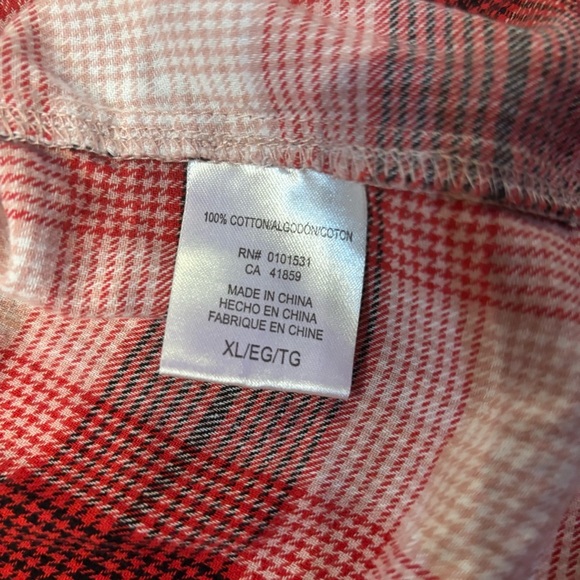 100% COTTON/ALGODÓN/COTON
RN# 0101531
CA 41859
MADE IN CHINA
HECHO EN CHINA
FABRIQUE EN CHINE
XL/EG/TG